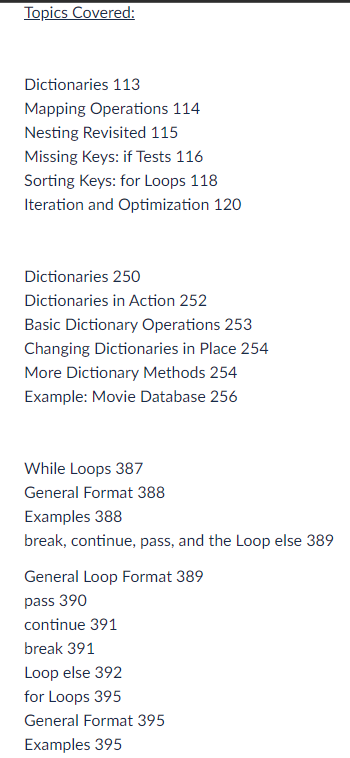 Topics Covered:
Dictionaries 113
Mapping Operations 114
Nesting Revisited 115
Missing Keys: if Tests 116
Sorting Keys: for Loops 118
Iteration and Optimization 120
Dictionaries 250
Dictionaries in Action 252
Basic Dictionary Operations 253
Changing Dictionaries in Place 254
More Dictionary Methods 254
Example: Movie Database 256
While Loops 387
General Format 388
Examples 388
break, continue, pass, and the Loop else 389
General Loop Format 389
pass 390
continue 391
break 391
Loop else 392
for Loops 395
General Format 395
Examples 395